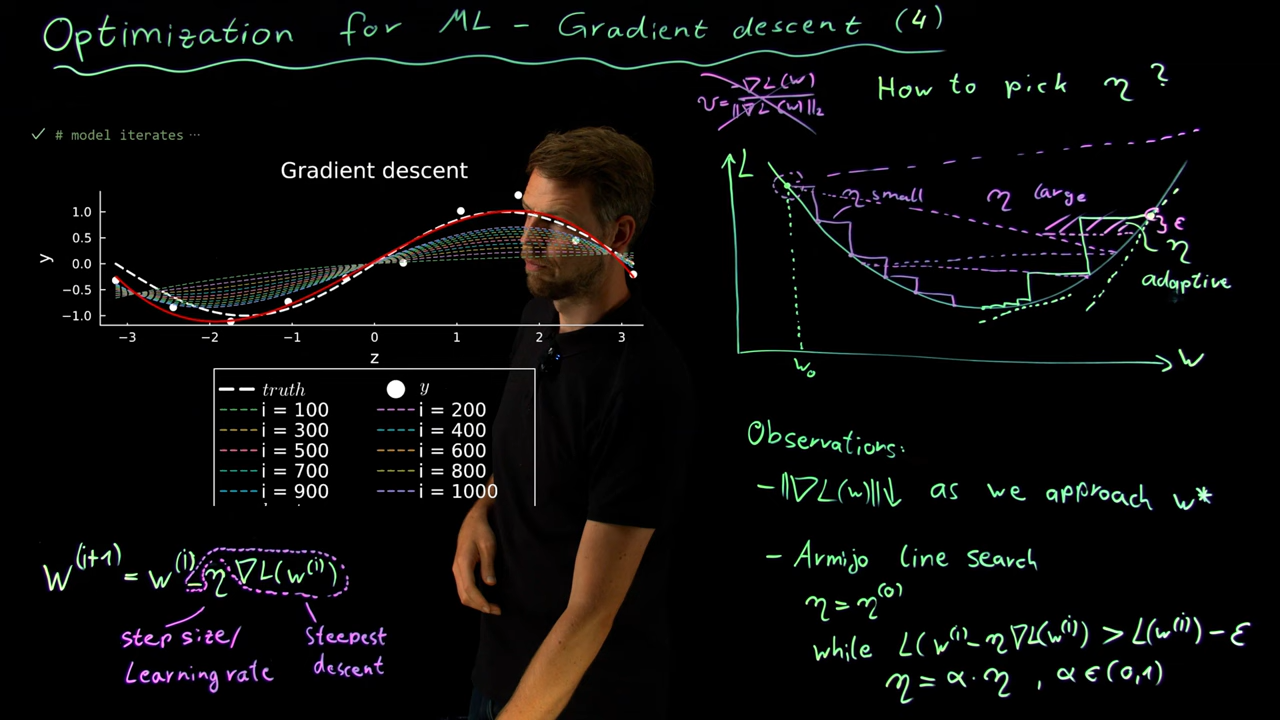 Optimization for ML - Gradient descent (4)
✓ # model iterates ...
Gradient descent
y
1.0
0.5
0.0
−0.5
−1.0
−3 −2 −1 0 1 2 3
z
truth y
i = 100 i = 200
i = 300 i = 400
i = 500 i = 600
i = 700 i = 800
i = 900 i = 1000
w^(i+1) = w^(i) - η ∇L(w^(i))
step size/
Learning rate
Steepest
descent
v = -∇L(w) / ||∇L(w)||₂
How to pick η ?
L
η small
η large
}ε
η
adaptive
w₀
w
Observations:
- ||∇L(w)||↓ as we approach w*
- Armijo line search
η = η^(0)
while L(w^(i) - η∇L(w^(i)) > L(w^(i)) - ε
η = α · η , α ∈ (0,1)